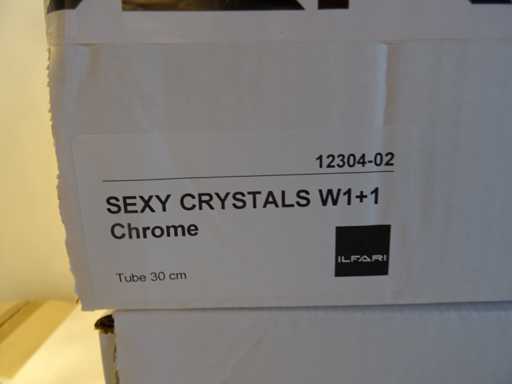 12304-02
SEXY CRYSTALS W1+1
Chrome
ILFARI
Tube 30 cm